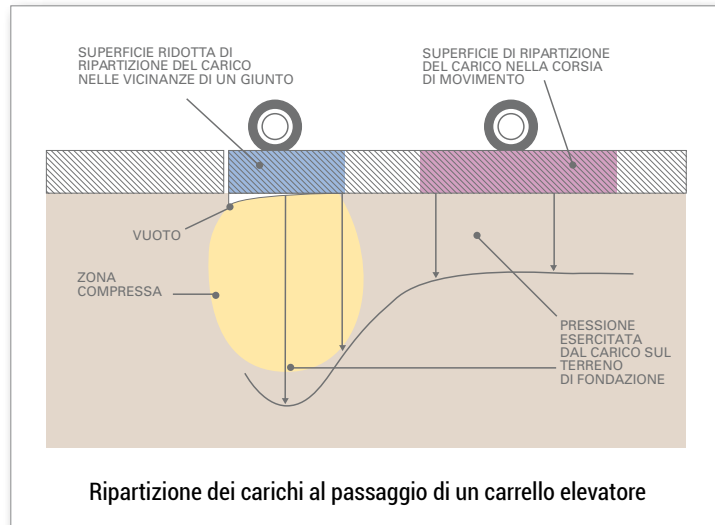 SUPERFICIE RIDOTTA DI
RIPARTIZIONE DEL CARICO
NELLE VICINANZE DI UN GIUNTO
SUPERFICIE DI RIPARTIZIONE
DEL CARICO NELLA CORSIA
DI MOVIMENTO
VUOTO
ZONA
COMPRESSA
PRESSIONE
ESERCITATA
DAL CARICO SUL
TERRENO
DI FONDAZIONE
Ripartizione dei carichi al passaggio di un carrello elevatore